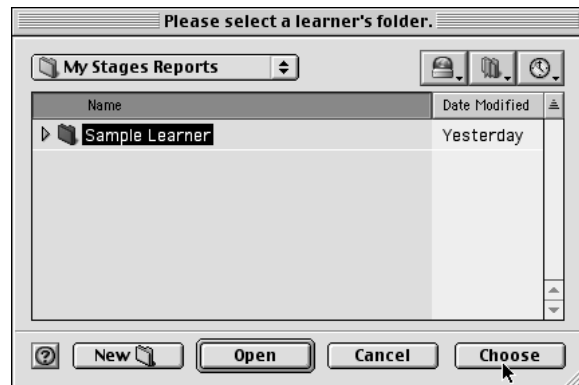 Please select a learner's folder.
My Stages Reports
Name Date Modified
Sample Learner Yesterday
? New Open Cancel Choose